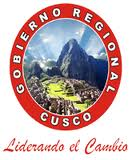 GOBIERNO REGIONAL
CUSCO
Liderando el Cambio